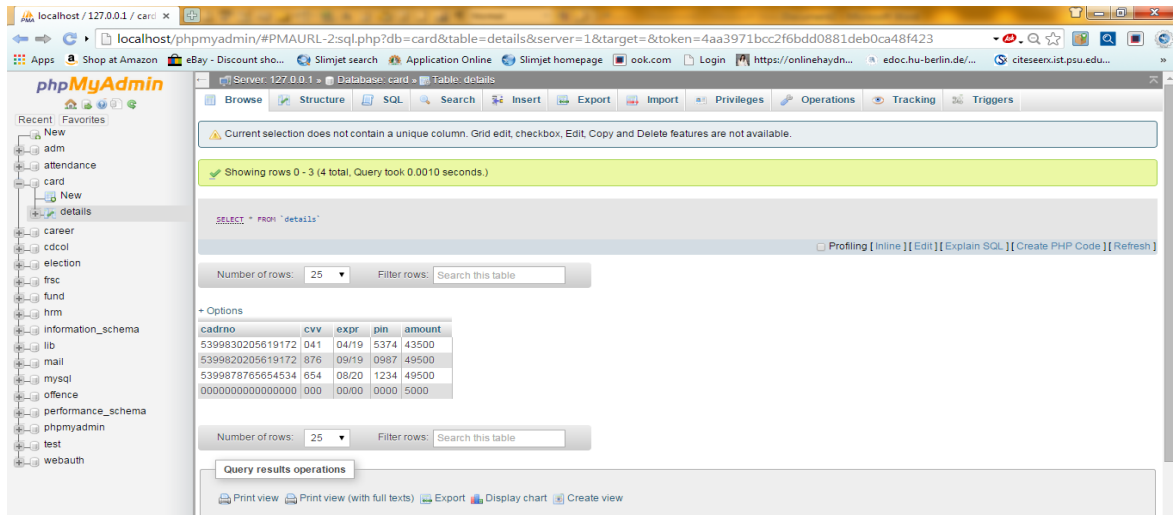 localhost / 127.0.0.1 / card
localhost/phpmyadmin/#PMAURL-2:sql.php?db=card&table=details&server=1&target=&token=4aa3971bcc2f6bdd0881deb0ca48f423
Apps Shop at Amazon eBay - Discount sho... Slimjet search Application Online Slimjet homepage ook.com Login https://onlinehaydn... edoc.hu-berlin.de/... citeseerx.ist.psu.edu... »
phpMyAdmin
Recent Favorites
New
adm
attendance
card
New
details
career
cdcol
election
frsc
fund
hrm
information_schema
lib
mail
mysql
offence
performance_schema
phpmyadmin
test
webauth
Server: 127.0.0.1 » Database: card » Table: details
Browse Structure SQL Search Insert Export Import Privileges Operations Tracking Triggers
Current selection does not contain a unique column. Grid edit, checkbox, Edit, Copy and Delete features are not available.
Showing rows 0 - 3 (4 total, Query took 0.0010 seconds.)
SELECT * FROM `details`
Profiling [ Inline ] [ Edit ] [ Explain SQL ] [ Create PHP Code ] [ Refresh ]
Number of rows: 25 Filter rows: Search this table
+ Options
cadrno cvv expr pin amount
5399830205619172 041 04/19 5374 43500
5399820205619172 876 09/19 0987 49500
5399878765654534 654 08/20 1234 49500
0000000000000000 000 00/00 0000 5000
Number of rows: 25 Filter rows: Search this table
Query results operations
Print view Print view (with full texts) Export Display chart Create view